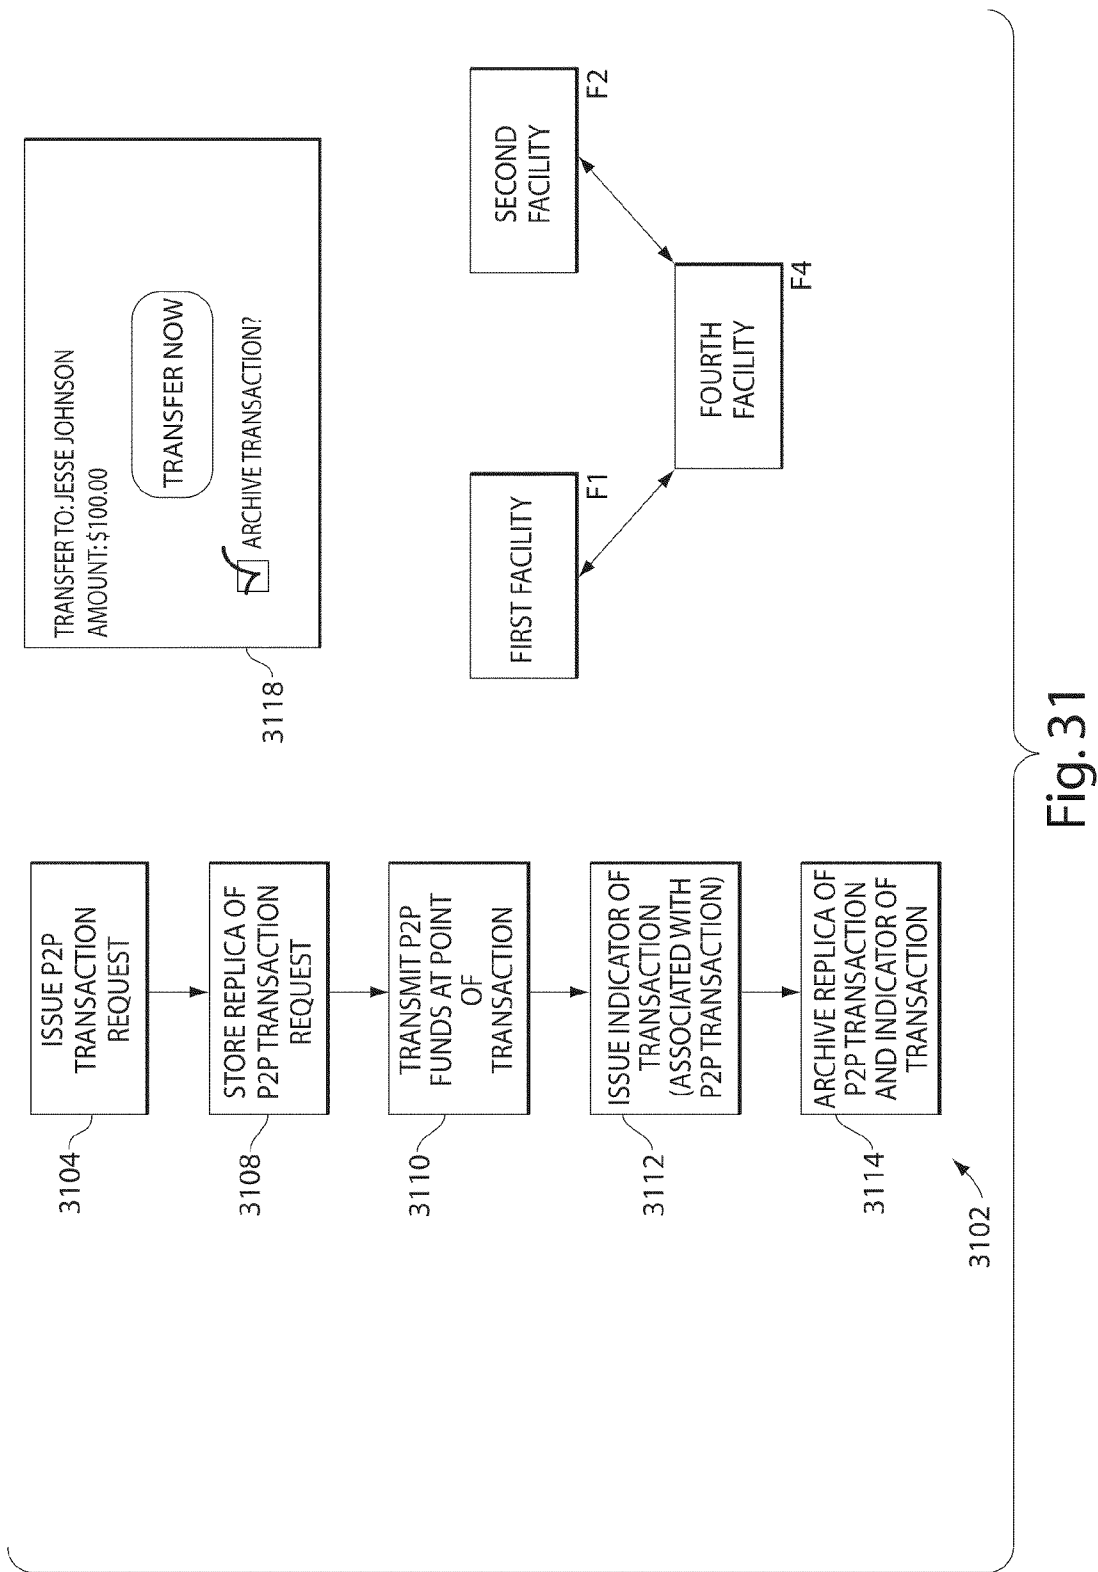 3104
ISSUE P2P
TRANSACTION
REQUEST
3108
STORE REPLICA OF
P2P TRANSACTION
REQUEST
3110
TRANSMIT P2P
FUNDS AT POINT
OF
TRANSACTION
3112
ISSUE INDICATOR OF
TRANSACTION
(ASSOCIATED WITH
P2P TRANSACTION)
3114
ARCHIVE REPLICA OF
P2P TRANSACTION
AND INDICATOR OF
TRANSACTION
3102
TRANSFER TO: JESSE JOHNSON
AMOUNT: $100.00
TRANSFER NOW
ARCHIVE TRANSACTION?
3118
FIRST FACILITY
F1
SECOND
FACILITY
F2
FOURTH
FACILITY
F4
Fig. 31